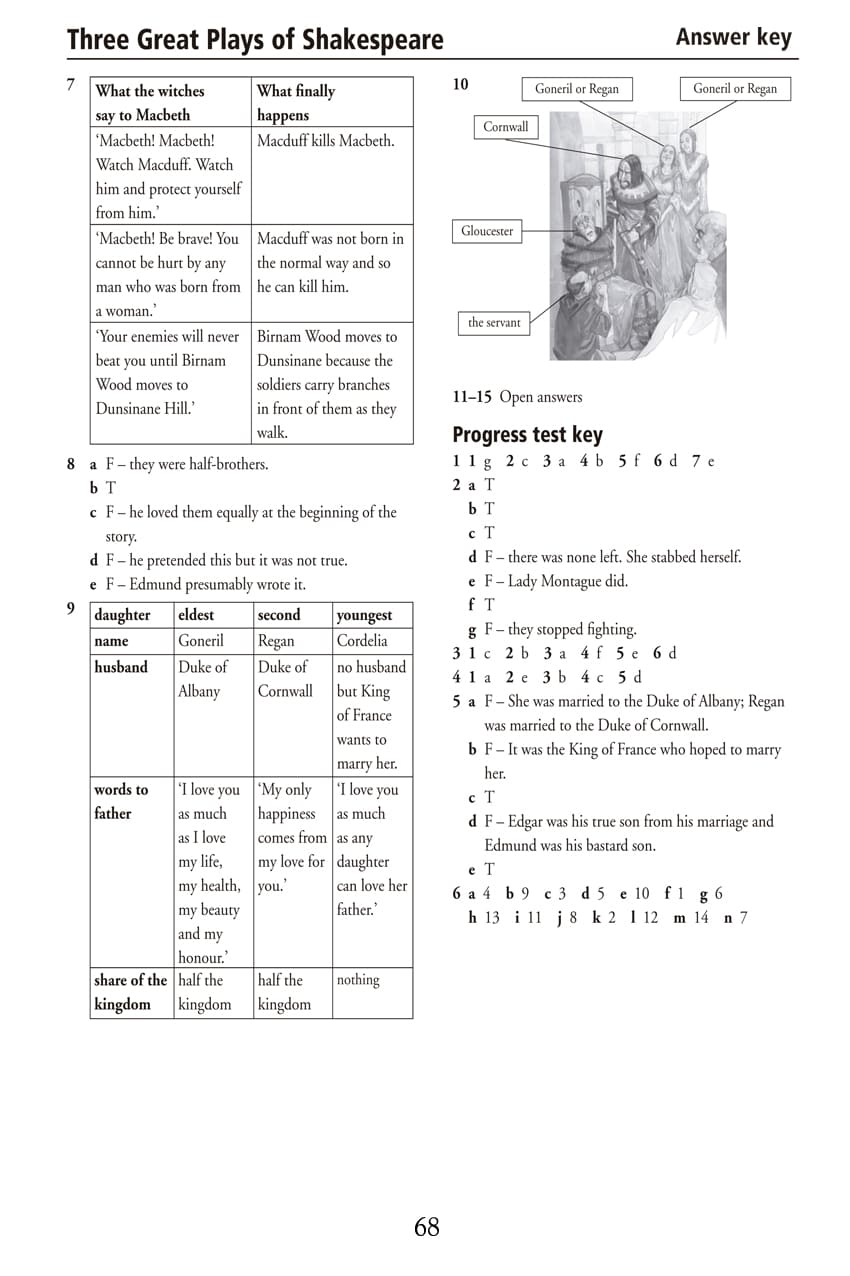 Three Great Plays of Shakespeare
Answer key
7
What the witches
say to Macbeth
What finally
happens
‘Macbeth! Macbeth!
Watch Macduff. Watch
him and protect yourself
from him.’
Macduff kills Macbeth.
‘Macbeth! Be brave! You
cannot be hurt by any
man who was born from
a woman.’
Macduff was not born in
the normal way and so
he can kill him.
‘Your enemies will never
beat you until Birnam
Wood moves to
Dunsinane Hill.’
Birnam Wood moves to
Dunsinane because the
soldiers carry branches
in front of them as they
walk.
8 a F – they were half-brothers.
b T
c F – he loved them equally at the beginning of the
story.
d F – he pretended this but it was not true.
e F – Edmund presumably wrote it.
9
daughter eldest second youngest
name Goneril Regan Cordelia
husband
Duke of
Albany
Duke of
Cornwall
no husband
but King
of France
wants to
marry her.
words to
father
‘I love you
as much
as I love
my life,
my health,
my beauty
and my
honour.’
‘My only
happiness
comes from
my love for
you.’
‘I love you
as much
as any
daughter
can love her
father.’
share of the
kingdom
half the
kingdom
half the
kingdom
nothing
10
Goneril or Regan
Goneril or Regan
Cornwall
Gloucester
the servant
11–15 Open answers
Progress test key
1 1 g 2 c 3 a 4 b 5 f 6 d 7 e
2 a T
b T
c T
d F – there was none left. She stabbed herself.
e F – Lady Montague did.
f T
g F – they stopped fighting.
3 1 c 2 b 3 a 4 f 5 e 6 d
4 1 a 2 e 3 b 4 c 5 d
5 a F – She was married to the Duke of Albany; Regan
was married to the Duke of Cornwall.
b F – It was the King of France who hoped to marry
her.
c T
d F – Edgar was his true son from his marriage and
Edmund was his bastard son.
e T
6 a 4 b 9 c 3 d 5 e 10 f 1 g 6
h 13 i 11 j 8 k 2 l 12 m 14 n 7
68